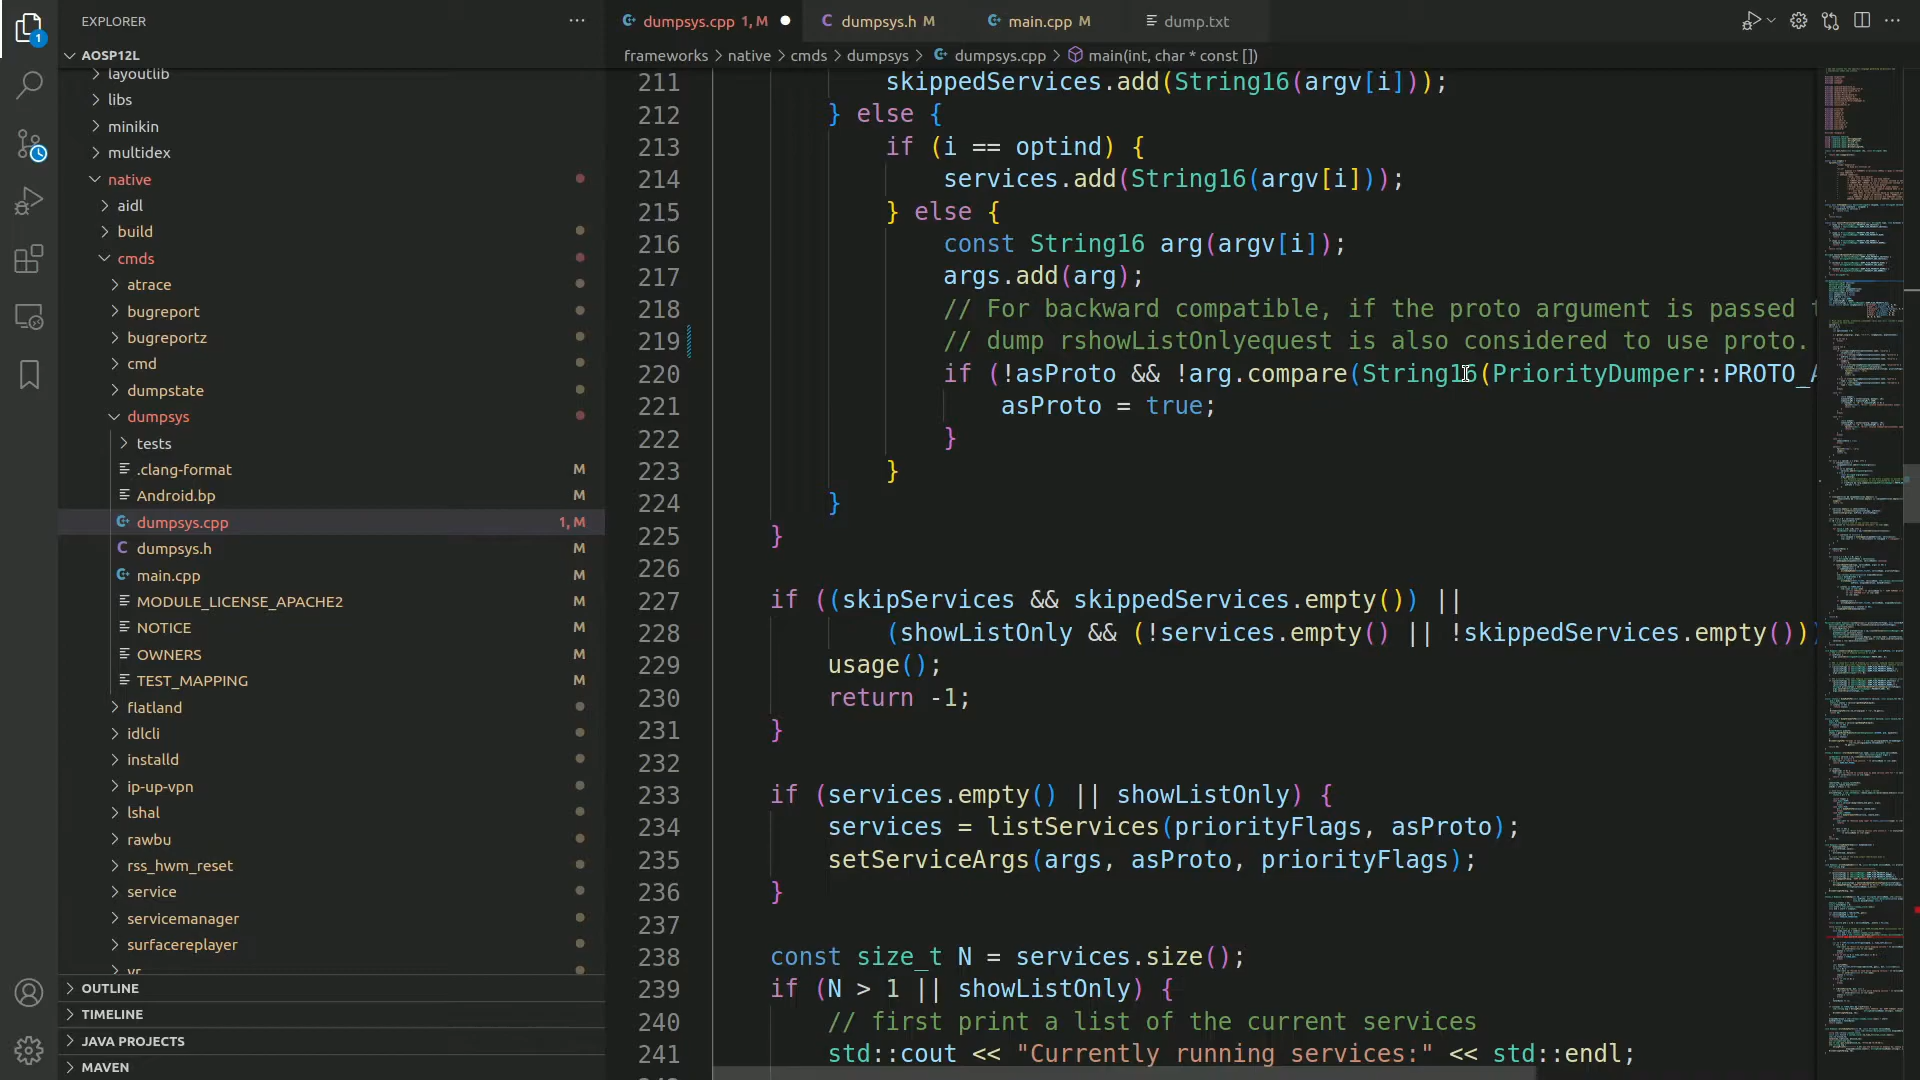 EXPLORER
1
AOSP12L
layoutlib
libs
minikin
multidex
native
aidl
build
cmds
atrace
bugreport
bugreportz
cmd
dumpstate
dumpsys
tests
.clang-format M
Android.bp M
dumpsys.cpp 1, M
dumpsys.h M
main.cpp M
MODULE_LICENSE_APACHE2 M
NOTICE M
OWNERS M
TEST_MAPPING M
flatland
idlcli
installd
ip-up-vpn
lshal
rawbu
rss_hwm_reset
service
servicemanager
surfacereplayer
vr
OUTLINE
TIMELINE
JAVA PROJECTS
MAVEN
dumpsys.cpp 1, M
dumpsys.h M
main.cpp M
dump.txt
frameworks > native > cmds > dumpsys > dumpsys.cpp > main(int, char * const [])
211 skippedServices.add(String16(argv[i]));
212 } else {
213 if (i == optind) {
214 services.add(String16(argv[i]));
215 } else {
216 const String16 arg(argv[i]);
217 args.add(arg);
218 // For backward compatible, if the proto argument is passed
219 // dump rshowListOnlyequest is also considered to use proto.
220 if (!asProto && !arg.compare(String16(PriorityDumper::PROTO_
221 asProto = true;
222 }
223 }
224 }
225 }
226
227 if ((skipServices && skippedServices.empty()) ||
228 (showListOnly && (!services.empty() || !skippedServices.empty()))
229 usage();
230 return -1;
231 }
232
233 if (services.empty() || showListOnly) {
234 services = listServices(priorityFlags, asProto);
235 setServiceArgs(args, asProto, priorityFlags);
236 }
237
238 const size_t N = services.size();
239 if (N > 1 || showListOnly) {
240 // first print a list of the current services
241 std::cout << "Currently running services:" << std::endl;